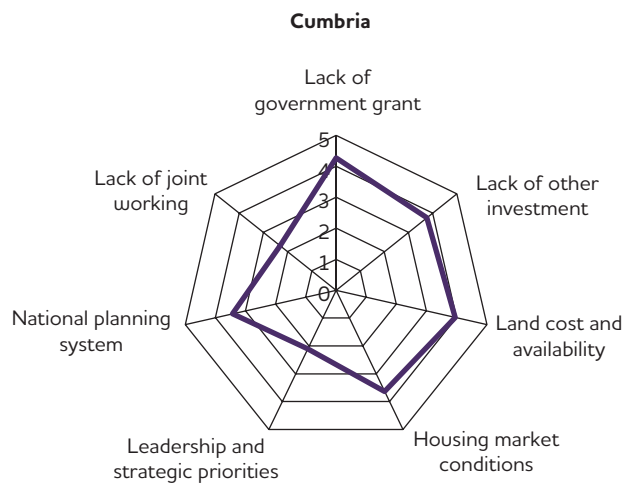 Cumbria
Lack of
government grant
Lack of other
investment
Land cost and
availability
Housing market
conditions
Leadership and
strategic priorities
National planning
system
Lack of joint
working
5
4
3
2
1
0